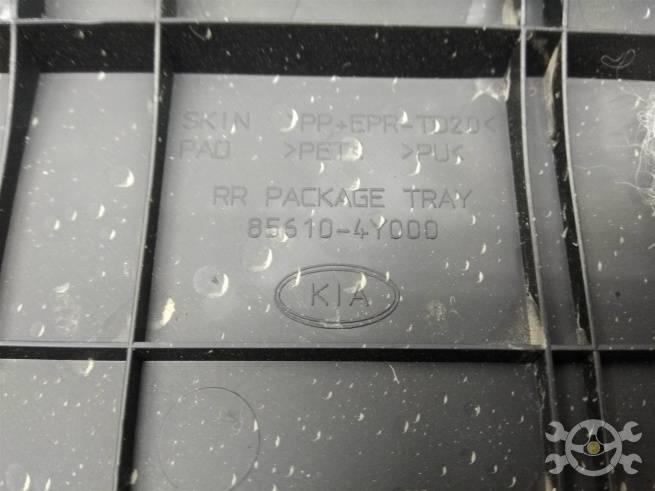 SKIN >PP+EPR-TD20<
PAD >PET< >PU<
RR PACKAGE TRAY
85610-4Y000
KIA